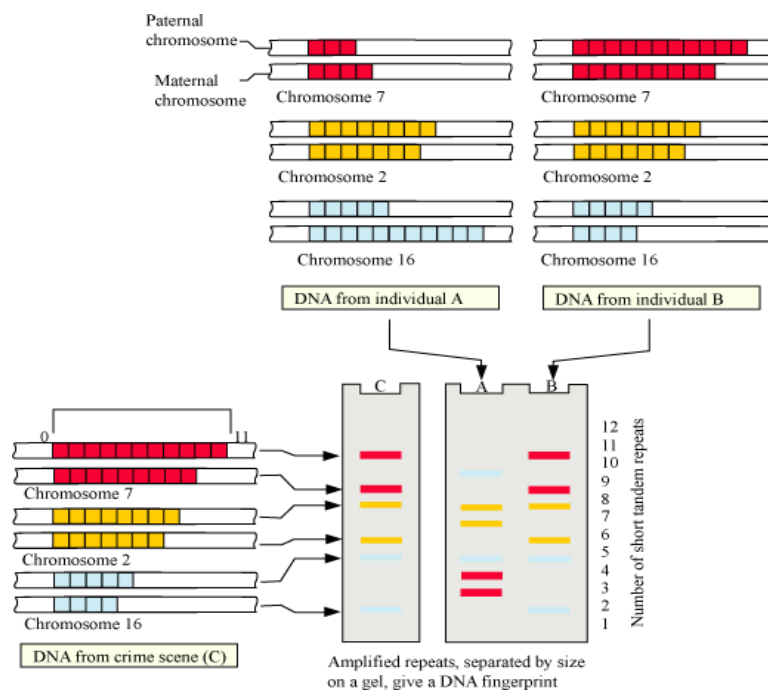 Paternal
chromosome
Maternal
chromosome
Chromosome 7
Chromosome 7
Chromosome 2
Chromosome 2
Chromosome 16
Chromosome 16
DNA from individual A
DNA from individual B
C
A
B
0
11
Chromosome 7
Chromosome 2
Chromosome 16
DNA from crime scene (C)
12
11
10
9
8
7
6
5
4
3
2
1
Number of short tandem repeats
Amplified repeats, separated by size
on a gel, give a DNA fingerprint